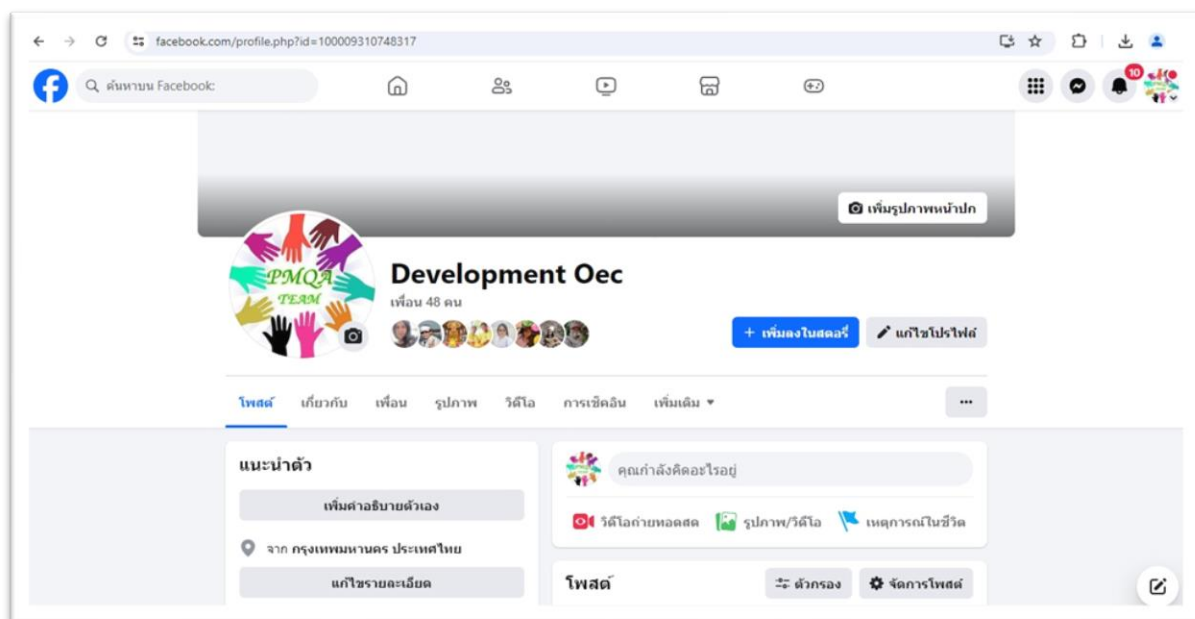 facebook.com/profile.php?id=100009310748317
ค้นหาบน Facebook:
10
เพิ่มรูปภาพหน้าปก
PMQA
TEAM
Development Oec
เพื่อน 48 คน
+ เพิ่มลงในสตอรี่ แก้ไขโปรไฟล์
โพสต์ เกี่ยวกับ เพื่อน รูปภาพ วิดีโอ การเช็คอิน เพิ่มเติม
แนะนำตัว
เพิ่มคำอธิบายตัวเอง
จาก กรุงเทพมหานคร ประเทศไทย
แก้ไขรายละเอียด
คุณกำลังคิดอะไรอยู่
วิดีโอถ่ายทอดสด รูปภาพ/วิดีโอ เหตุการณ์ในชีวิต
โพสต์ ตัวกรอง จัดการโพสต์